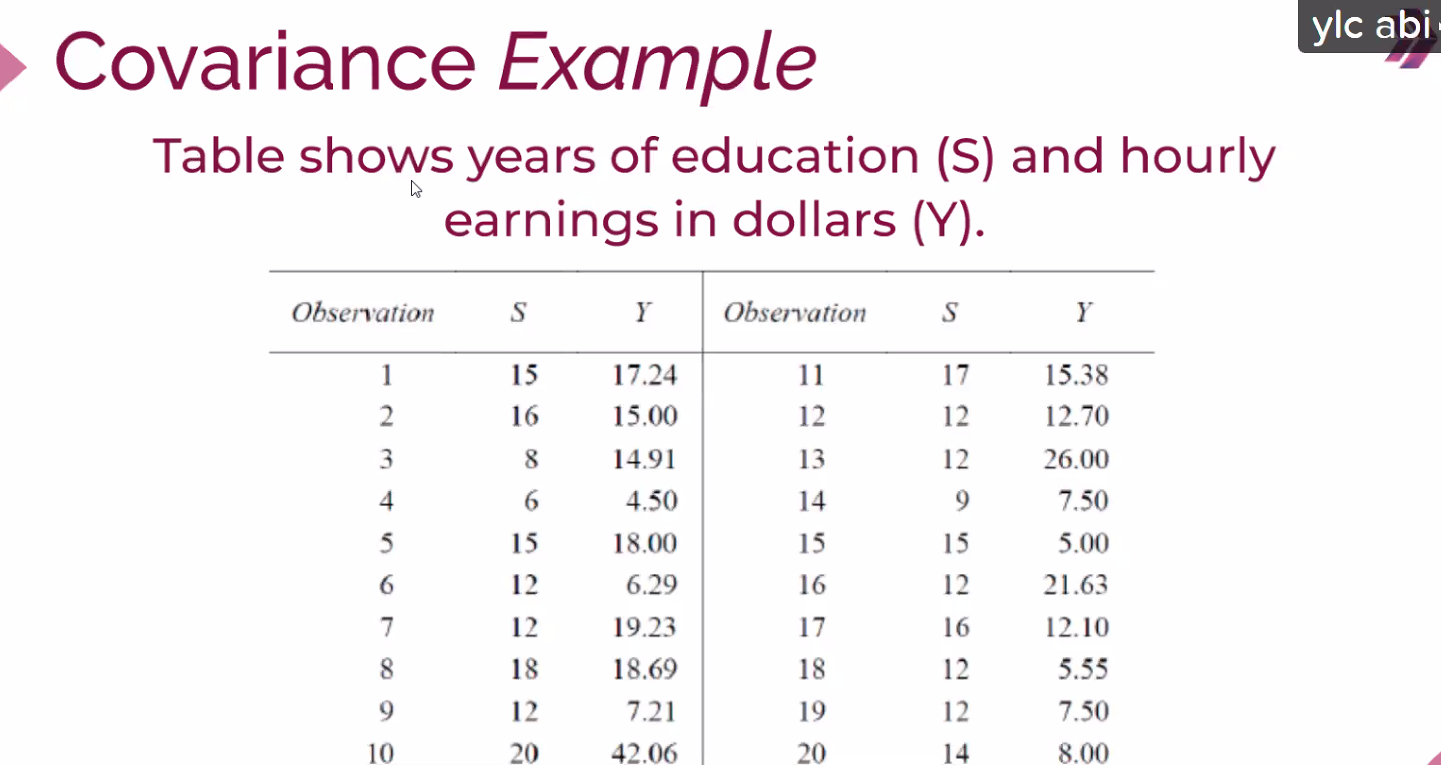 ylc abi
Covariance Example
Table shows years of education (S) and hourly
earnings in dollars (Y).
Observation S Y Observation S Y
1 15 17.24 11 17 15.38
2 16 15.00 12 12 12.70
3 8 14.91 13 12 26.00
4 6 4.50 14 9 7.50
5 15 18.00 15 15 5.00
6 12 6.29 16 12 21.63
7 12 19.23 17 16 12.10
8 18 18.69 18 12 5.55
9 12 7.21 19 12 7.50
10 20 42.06 20 14 8.00